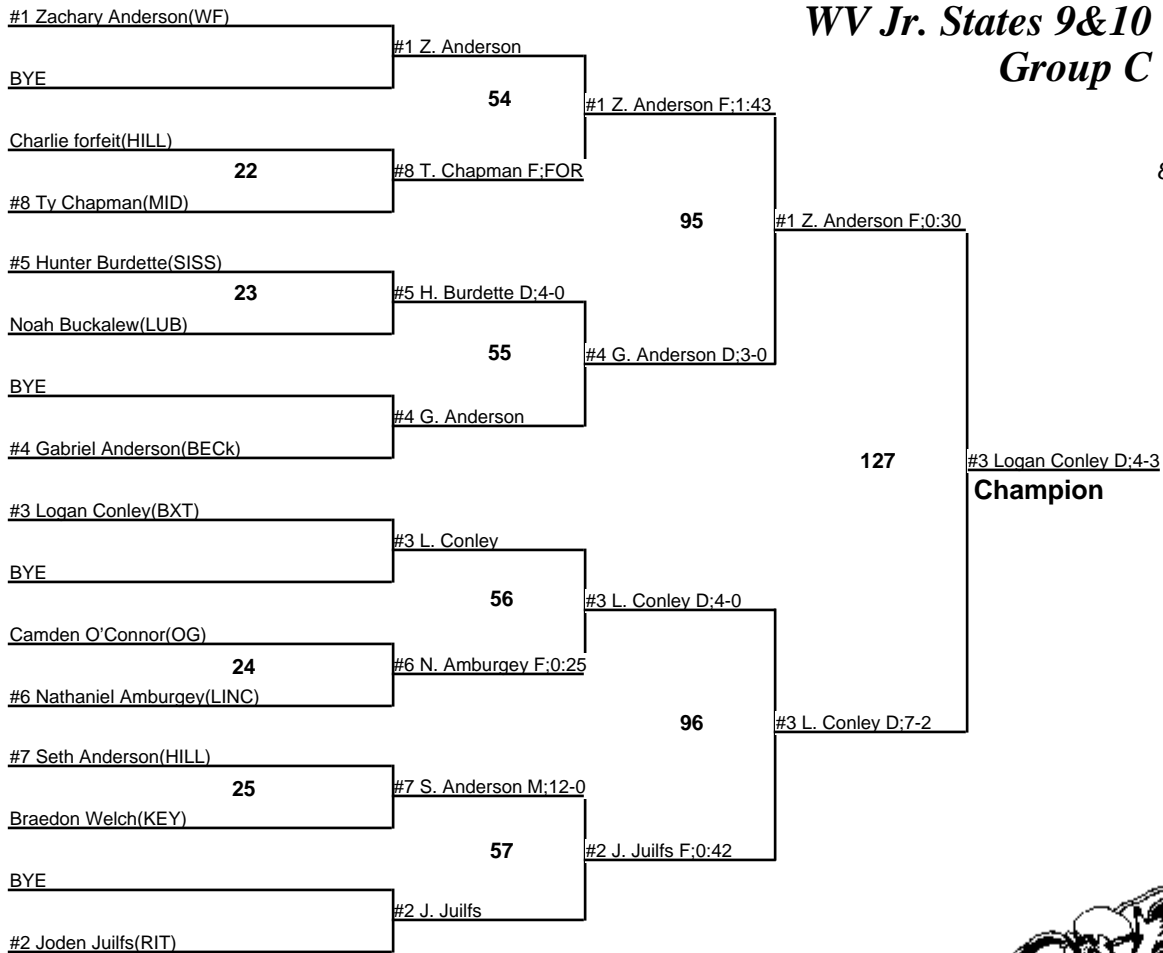 WV Jr. States 9&10
Group C
8
#1 Zachary Anderson(WF)
BYE
Charlie forfeit(HILL)
22
#8 Ty Chapman(MID)
#5 Hunter Burdette(SISS)
23
Noah Buckalew(LUB)
BYE
#4 Gabriel Anderson(BECk)
#3 Logan Conley(BXT)
BYE
Camden O'Connor(OG)
24
#6 Nathaniel Amburgey(LINC)
#7 Seth Anderson(HILL)
25
Braedon Welch(KEY)
BYE
#2 Joden Juilfs(RIT)
#1 Z. Anderson
54
#8 T. Chapman F;FOR
#5 H. Burdette D;4-0
55
#4 G. Anderson
#3 L. Conley
56
#6 N. Amburgey F;0:25
#7 S. Anderson M;12-0
57
#2 J. Juilfs
#1 Z. Anderson F;1:43
95
#4 G. Anderson D;3-0
#3 L. Conley D;4-0
96
#2 J. Juilfs F;0:42
#1 Z. Anderson F;0:30
127
#3 L. Conley D;7-2
#3 Logan Conley D;4-3
Champion